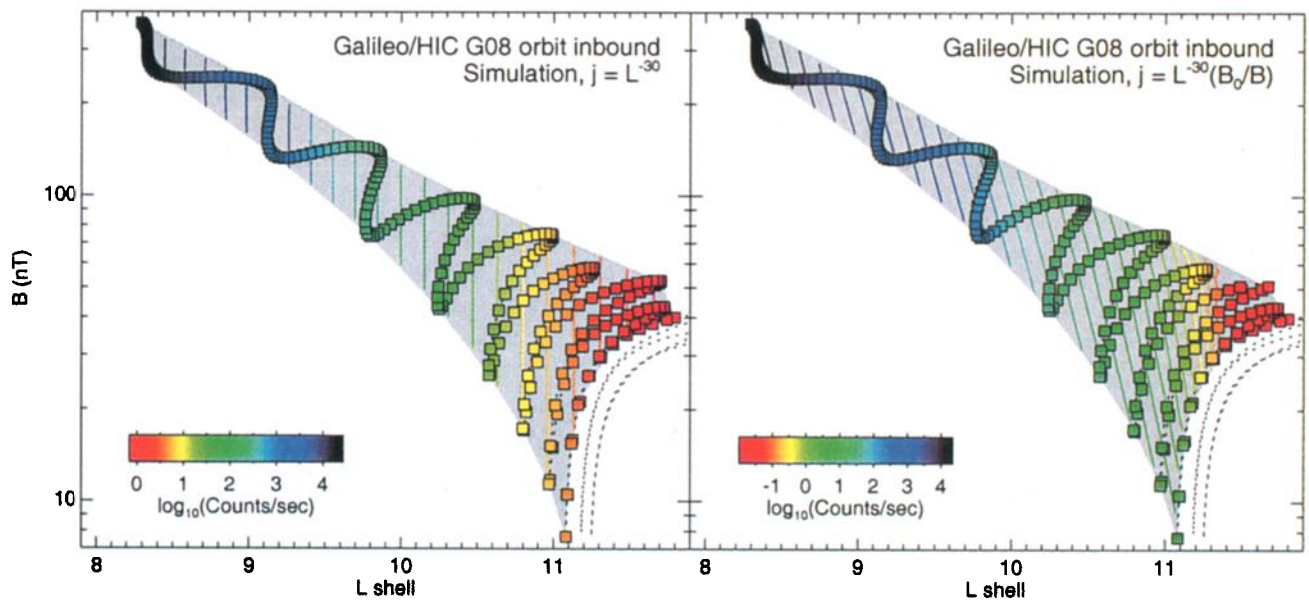 Galileo/HIC G08 orbit inbound
Simulation, j = L⁻³⁰
100
10
B (nT)
0 1 2 3 4
log₁₀(Counts/sec)
8 9 10 11
L shell
Galileo/HIC G08 orbit inbound
Simulation, j = L⁻³⁰(B₀/B)
-1 0 1 2 3 4
log₁₀(Counts/sec)
8 9 10 11
L shell